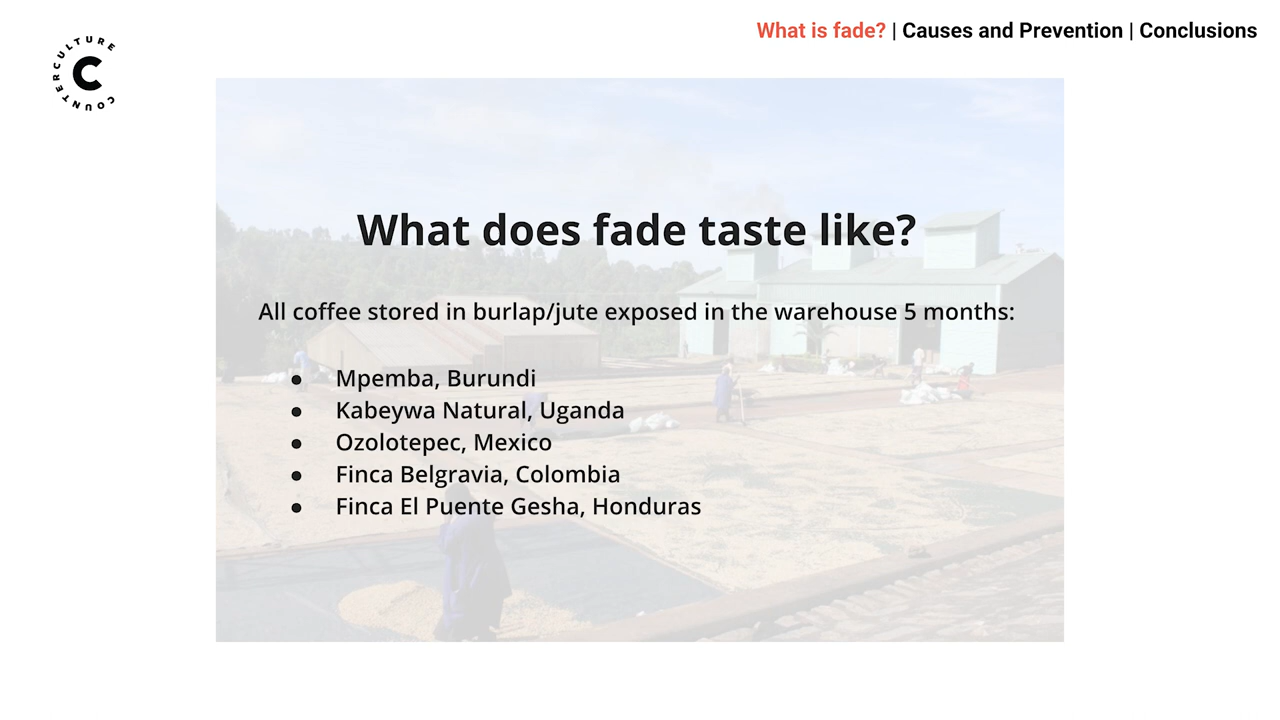 COUNTER CULTURE
C
What is fade? | Causes and Prevention | Conclusions
What does fade taste like?
All coffee stored in burlap/jute exposed in the warehouse 5 months:
● Mpemba, Burundi
● Kabeywa Natural, Uganda
● Ozolotepec, Mexico
● Finca Belgravia, Colombia
● Finca El Puente Gesha, Honduras